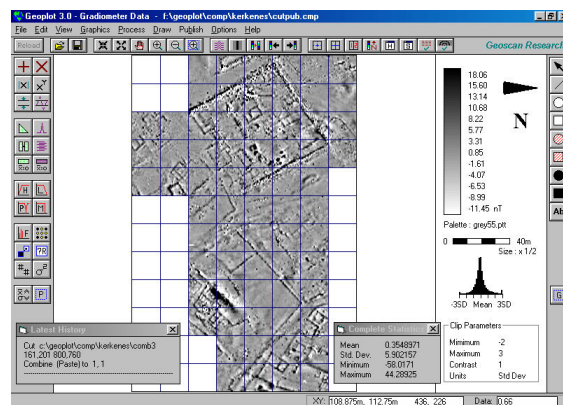 Geoplot 3.0 - Gradiometer Data - f:\geoplot\comp\kerkenes\cutpub.cmp
File Edit View Graphics Process Draw Publish Options Help
Reload
Geoscan Research
18.06
15.60
13.14
10.68
8.22
5.77
3.31
0.85
-1.61
-4.07
-6.53
-8.99
-11.45 nT
N
Palette : grey55.ptt
0 40m
Size : x 1/2
-3SD Mean 3SD
Latest History
Cut c:\geoplot\comp\kerkenes\comb3
161,201 800,760
Combine (Paste) to 1, 1
Complete Statistics
Mean 0.3548971
Std. Dev. 5.902157
Minimum -58.0171
Maximum 44.28925
Clip Parameters
Minimum -2
Maximum 3
Contrast 1
Units Std Dev
XY: 108.875m, 112.75m 436, 226 Data: 0.66